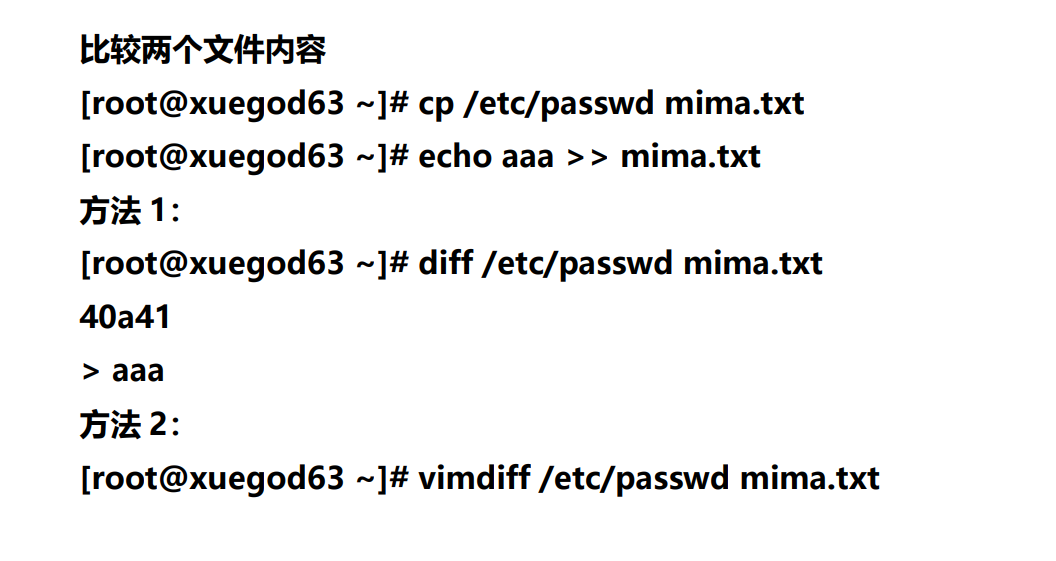 比较两个文件内容
[root@xuegod63 ~]# cp /etc/passwd mima.txt
[root@xuegod63 ~]# echo aaa >> mima.txt
方法 1：
[root@xuegod63 ~]# diff /etc/passwd mima.txt
40a41
> aaa
方法 2：
[root@xuegod63 ~]# vimdiff /etc/passwd mima.txt